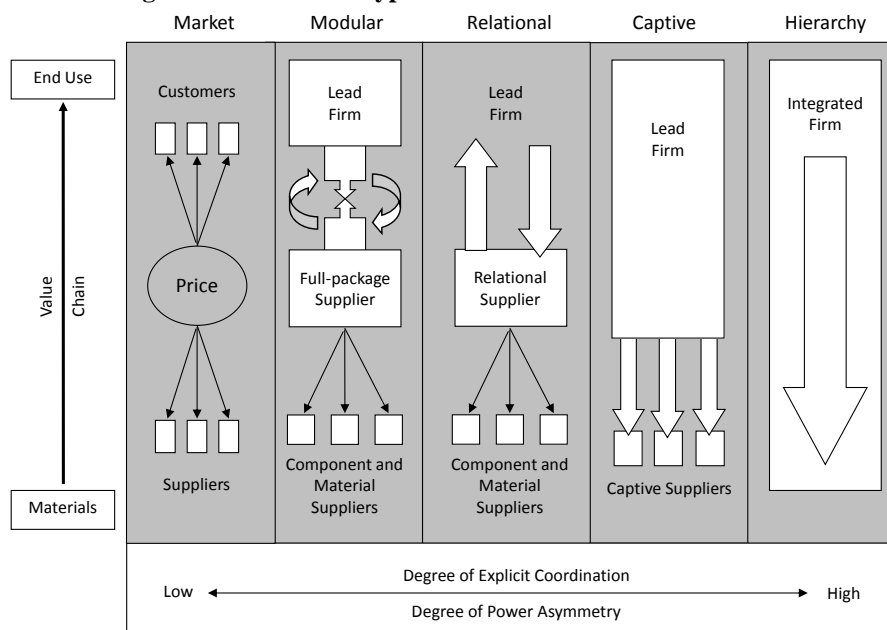 Market
Modular
Relational
Captive
Hierarchy
End Use
Value
Chain
Materials
Customers
Price
Suppliers
Lead
Firm
Full-package
Supplier
Component and
Material
Suppliers
Lead
Firm
Relational
Supplier
Component and
Material
Suppliers
Lead
Firm
Captive Suppliers
Integrated
Firm
Degree of Explicit Coordination
Low
High
Degree of Power Asymmetry